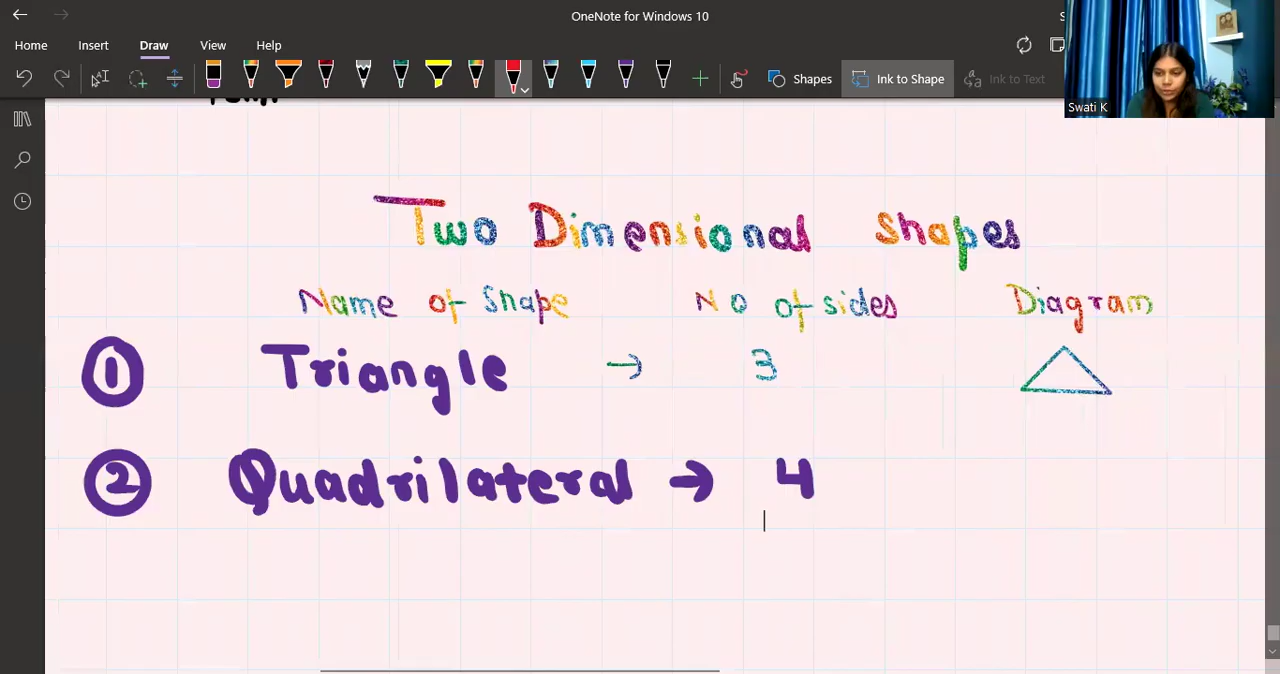 OneNote for Windows 10
Home Insert Draw View Help
Shapes Ink to Shape Ink to Text
Swati K
Two Dimensional Shapes
Name of Shape No of sides Diagram
1 Triangle → 3
2 Quadrilateral → 4